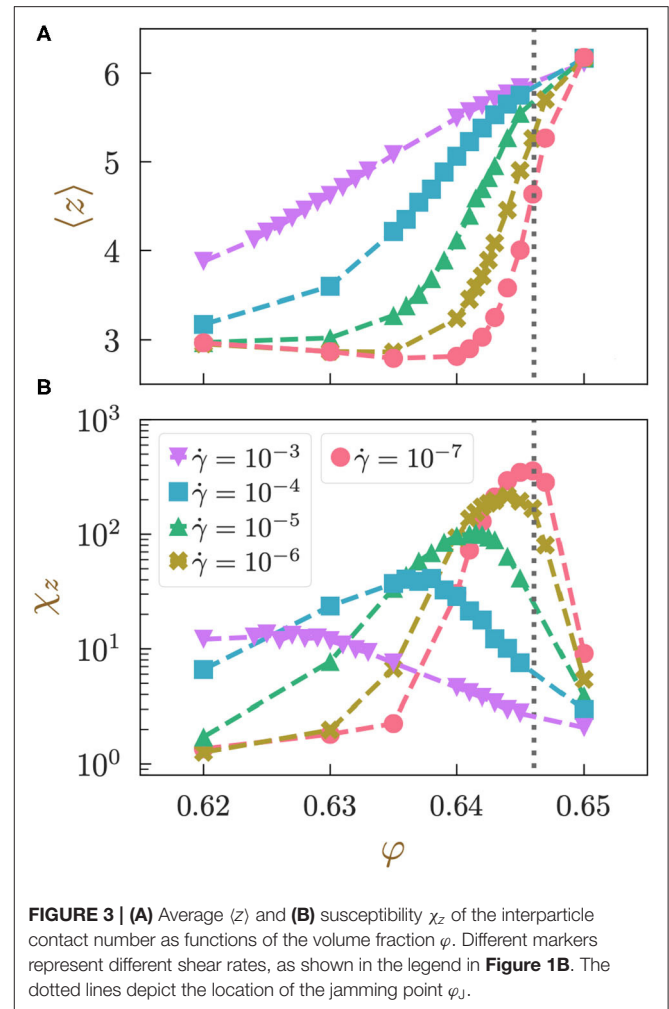 A
6
5
4
3
⟨z⟩
B
10³
10²
10¹
10⁰
χz
γ̇ = 10⁻³
γ̇ = 10⁻⁴
γ̇ = 10⁻⁵
γ̇ = 10⁻⁶
γ̇ = 10⁻⁷
0.62 0.63 0.64 0.65
φ
FIGURE 3 | (A) Average ⟨z⟩ and (B) susceptibility χz of the interparticle
contact number as functions of the volume fraction φ. Different markers
represent different shear rates, as shown in the legend in Figure 1B. The
dotted lines depict the location of the jamming point φJ.